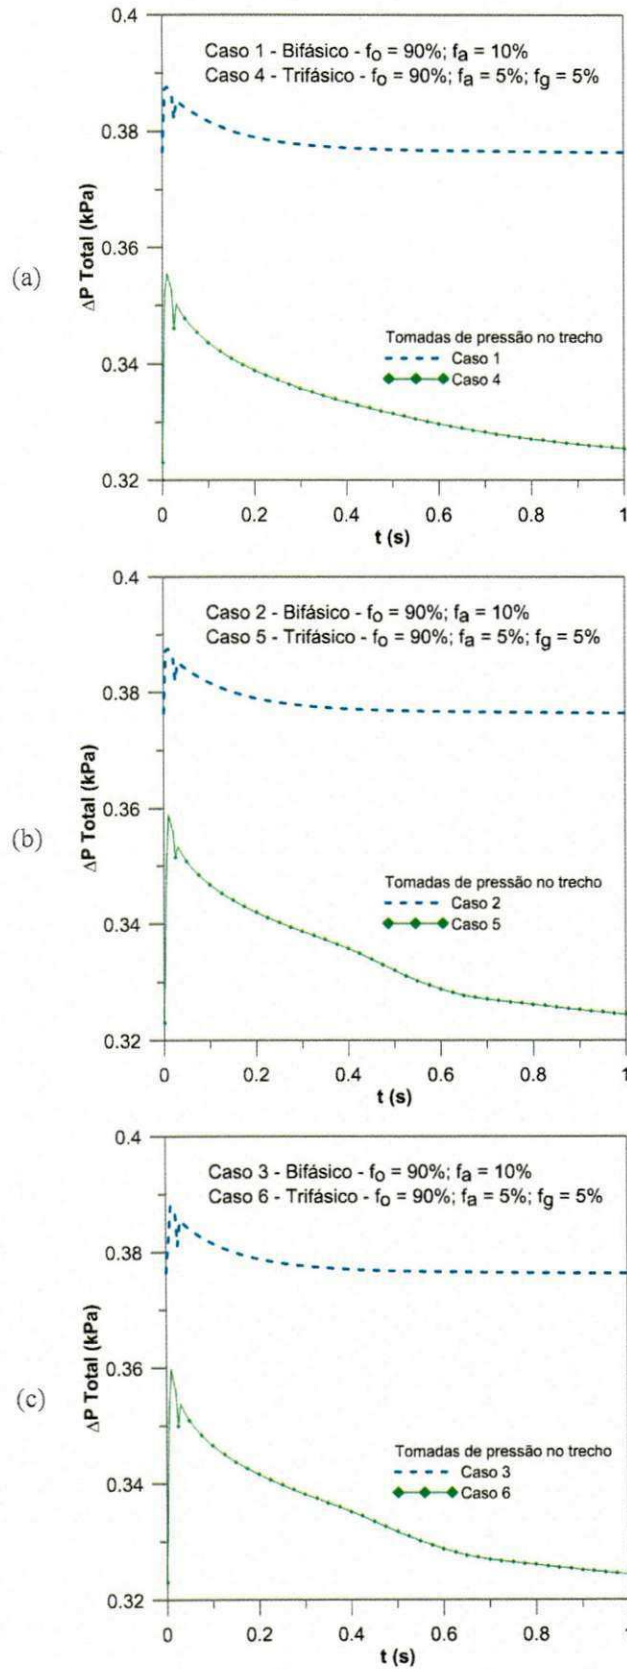 0.4
Caso 1 - Bifásico - fo = 90%; fa = 10%
Caso 4 - Trifásico - fo = 90%; fa = 5%; fg = 5%
0.38
0.36
0.34
0.32
ΔP Total (kPa)
(a)
Tomadas de pressão no trecho
Caso 1
Caso 4
0 0.2 0.4 0.6 0.8 1
t (s)
0.4
Caso 2 - Bifásico - fo = 90%; fa = 10%
Caso 5 - Trifásico - fo = 90%; fa = 5%; fg = 5%
0.38
0.36
0.34
0.32
ΔP Total (kPa)
(b)
Tomadas de pressão no trecho
Caso 2
Caso 5
0 0.2 0.4 0.6 0.8 1
t (s)
0.4
Caso 3 - Bifásico - fo = 90%; fa = 10%
Caso 6 - Trifásico - fo = 90%; fa = 5%; fg = 5%
0.38
0.36
0.34
0.32
ΔP Total (kPa)
(c)
Tomadas de pressão no trecho
Caso 3
Caso 6
0 0.2 0.4 0.6 0.8 1
t (s)